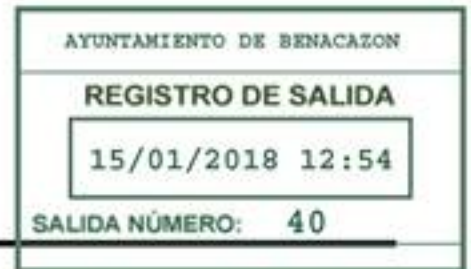 AYUNTAMIENTO DE BENACAZON
REGISTRO DE SALIDA
15/01/2018 12:54
SALIDA NÚMERO: 40